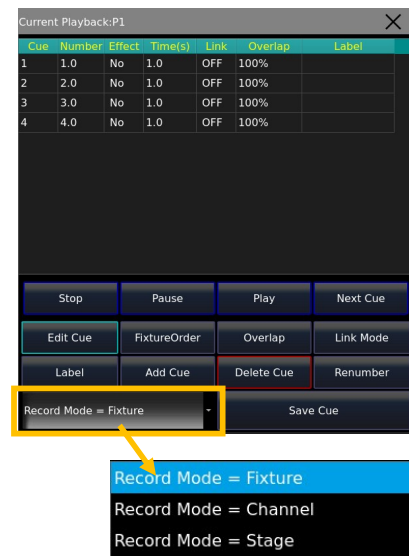 Current Playback:P1
Cue Number Effect Time(s) Link Overlap Label
1 1.0 No 1.0 OFF 100%
2 2.0 No 1.0 OFF 100%
3 3.0 No 1.0 OFF 100%
4 4.0 No 1.0 OFF 100%
Stop Pause Play Next Cue
Edit Cue FixtureOrder Overlap Link Mode
Label Add Cue Delete Cue Renumber
Record Mode = Fixture Save Cue
Record Mode = Fixture
Record Mode = Channel
Record Mode = Stage